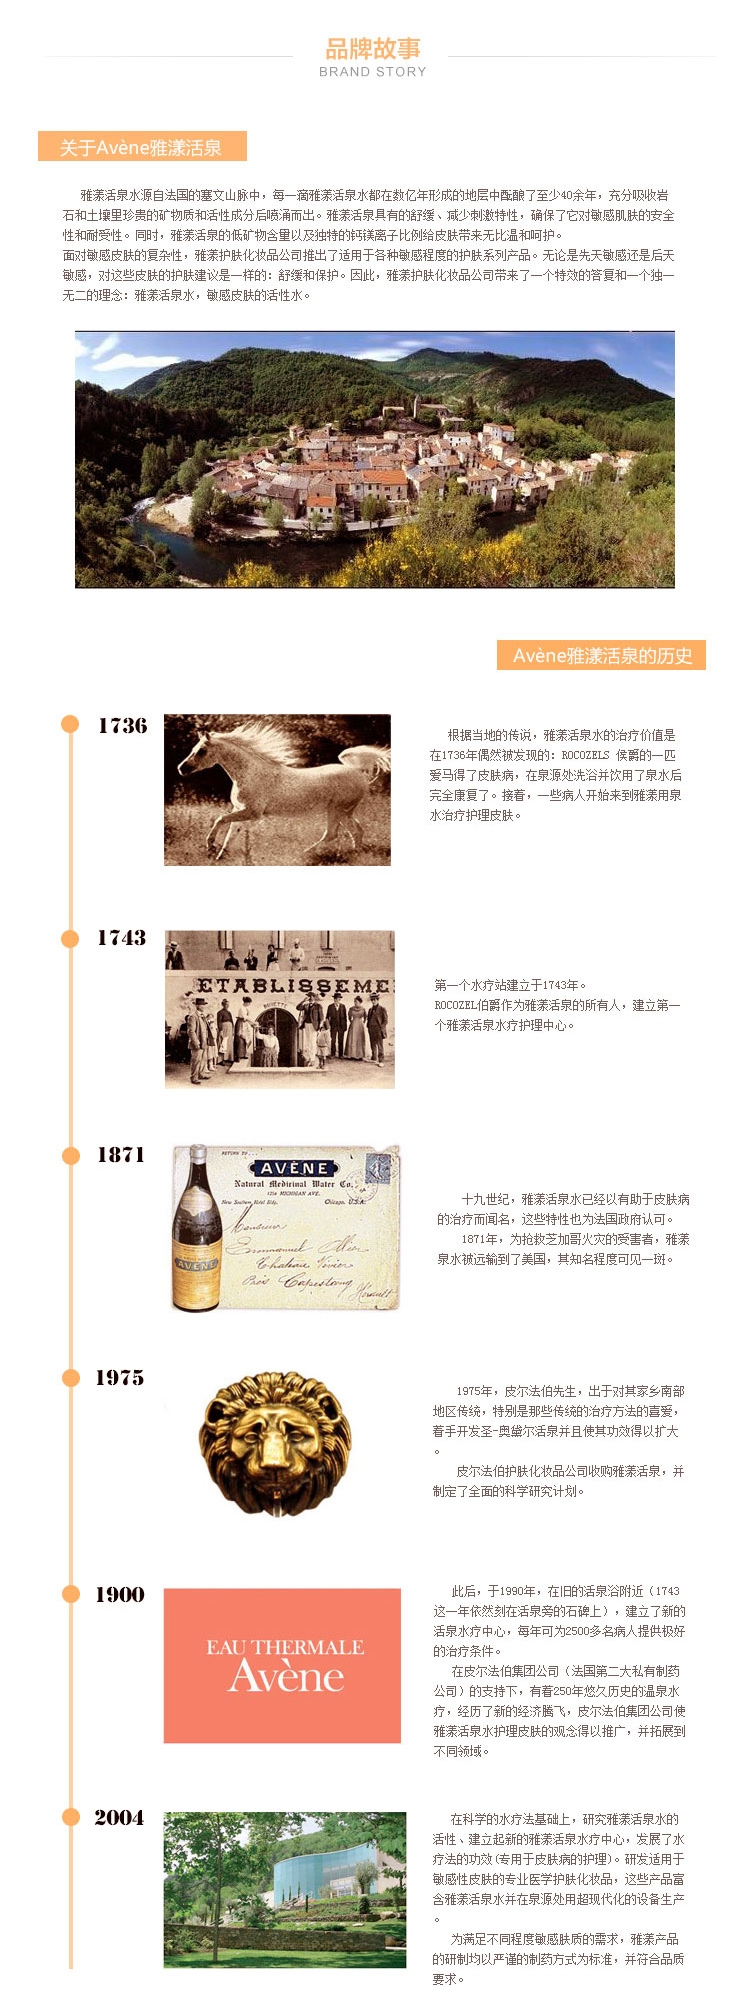 品牌故事
BRAND STORY
关于Avène雅漾活泉
雅漾活泉水源自法国的塞文山脉中，每一滴雅漾活泉水都在数亿年形成的地层中酝酿了至少40余年，充分吸收岩
石和土壤里珍贵的矿物质和活性成分后喷涌而出。雅漾活泉具有的舒缓、减少刺激特性，确保了它对敏感肌肤的安全
性和耐受性。同时，雅漾活泉的低矿物含量以及独特的钙镁离子比例给皮肤带来无比温和呵护。
面对敏感皮肤的复杂性，雅漾护肤化妆品公司推出了适用于各种敏感程度的护肤系列产品。无论是先天敏感还是后天
敏感，对这些皮肤的护肤建议是一样的：舒缓和保护。因此，雅漾护肤化妆品公司带来了一个特效的答复和一个独一
无二的理念：雅漾活泉水，敏感皮肤的活性水。
Avène雅漾活泉的历史
1736
根据当地的传说，雅漾活泉水的治疗价值是
在1736年偶然被发现的：ROCOZELS 侯爵的一匹
爱马得了皮肤病，在泉源处洗浴并饮用了泉水后
完全康复了。接着，一些病人开始来到雅漾用泉
水治疗护理皮肤。
1743
ETABLISSEME
BUVETTE
第一个水疗站建立于1743年。
ROCOZEL伯爵作为雅漾活泉的所有人，建立第一
个雅漾活泉水疗护理中心。
1871
RETURN TO...
AVÈNE
Natural Medicinal Water Co.
1256 MICHIGAN AVE.
Chicago. U.S.A.
Monsieur
Emmanuel Ollier
Chateau Vivier
Près Capestang
Herault
AVÈNE
十九世纪，雅漾活泉水已经以有助于皮肤病
的治疗而闻名，这些特性也为法国政府认可。
1871年，为抢救芝加哥火灾的受害者，雅漾
泉水被远输到了美国，其知名程度可见一斑。
1975
1975年，皮尔法伯先生，出于对其家乡南部
地区传统，特别是那些传统的治疗方法的喜爱，
着手开发圣-奥黛尔活泉并且使其功效得以扩大
。
皮尔法伯护肤化妆品公司收购雅漾活泉，并
制定了全面的科学研究计划。
1900
EAU THERMALE
Avène
此后，于1990年，在旧的活泉浴附近（1743
这一年依然刻在活泉旁的石碑上），建立了新的
活泉水疗中心，每年可为2500多名病人提供极好
的治疗条件。
在皮尔法伯集团公司（法国第二大私有制药
公司）的支持下，有着250年悠久历史的温泉水
疗，经历了新的经济腾飞，皮尔法伯集团公司使
雅漾活泉水护理皮肤的观念得以推广，并拓展到
不同领域。
2004
在科学的水疗法基础上，研究雅漾活泉水的
活性、建立起新的雅漾活泉水疗中心，发展了水
疗法的功效(专用于皮肤病的护理)。研发适用于
敏感性皮肤的专业医学护肤化妆品，这些产品富
含雅漾活泉水并在泉源处用超现代化的设备生产
。
为满足不同程度敏感肤质的需求，雅漾产品
的研制均以严谨的制药方式为标准，并符合品质
要求。